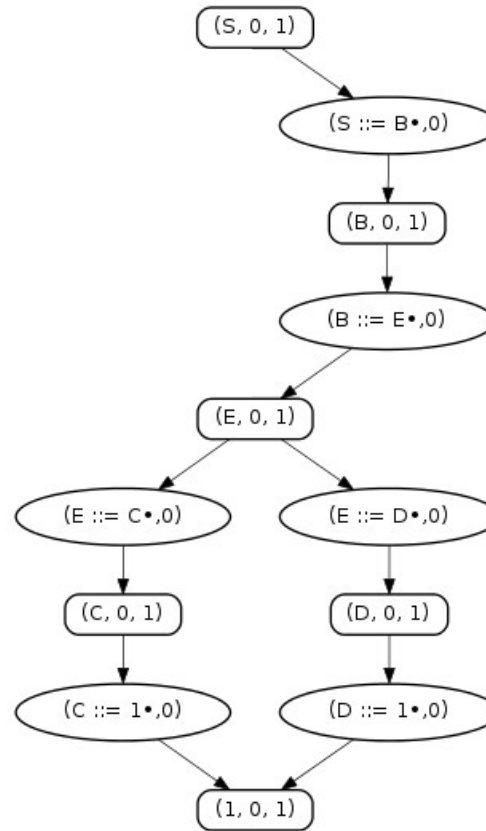 (S, 0, 1)
(S ::= B•,0)
(B, 0, 1)
(B ::= E•,0)
(E, 0, 1)
(E ::= C•,0)
(E ::= D•,0)
(C, 0, 1)
(D, 0, 1)
(C ::= 1•,0)
(D ::= 1•,0)
(1, 0, 1)